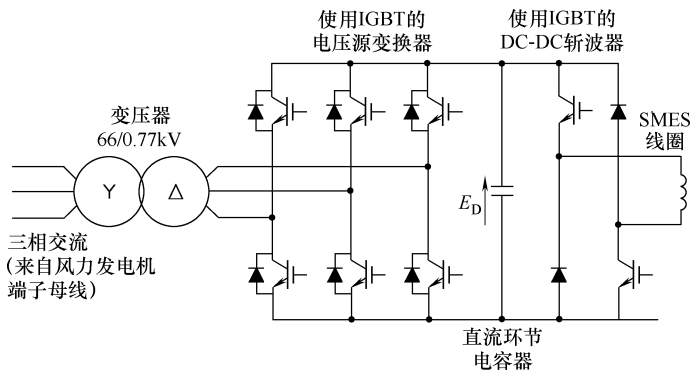 使用IGBT的
电压源变换器
使用IGBT的
DC-DC斩波器
变压器
66/0.77kV
SMES
线圈
Y
Δ
E_D
三相交流
(来自风力发电机
端子母线)
直流环节
电容器